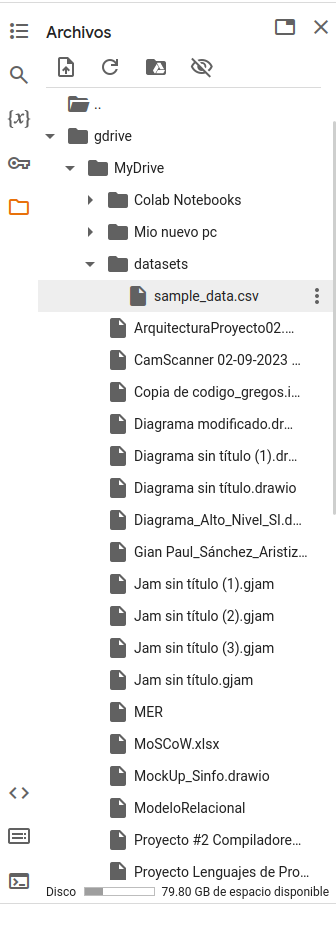 Archivos
{x}
..
gdrive
MyDrive
Colab Notebooks
Mio nuevo pc
datasets
sample_data.csv
ArquitecturaProyecto02....
CamScanner 02-09-2023 ...
Copia de codigo_gregos.i...
Diagrama modificado.dr...
Diagrama sin título (1).dr...
Diagrama sin título.drawio
Diagrama_Alto_Nivel_SI.d...
Gian Paul_Sánchez_Aristiz...
Jam sin título (1).gjam
Jam sin título (2).gjam
Jam sin título (3).gjam
Jam sin título.gjam
MER
MoSCoW.xlsx
MockUp_Sinfo.drawio
ModeloRelacional
Proyecto #2 Compiladore...
Proyecto Lenguajes de Pro...
Disco 79.80 GB de espacio disponible